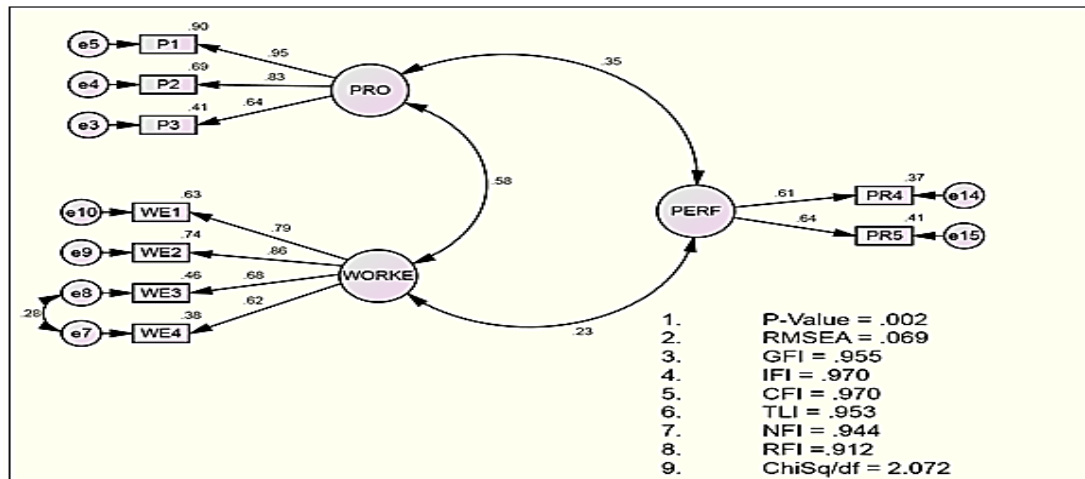 .90
e5 P1
.95
.69
e4 P2
.83
PRO
.35
.41
e3 P3
.64
.58
.63
e10 WE1
.79
.74
e9 WE2
.86
WORKE
.46
e8 WE3
.68
.28
.38
e7 WE4
.62
.23
PERF
.37
.61
PR4 e14
.41
.64
PR5 e15
1. P-Value = .002
2. RMSEA = .069
3. GFI = .955
4. IFI = .970
5. CFI = .970
6. TLI = .953
7. NFI = .944
8. RFI =.912
9. ChiSq/df = 2.072